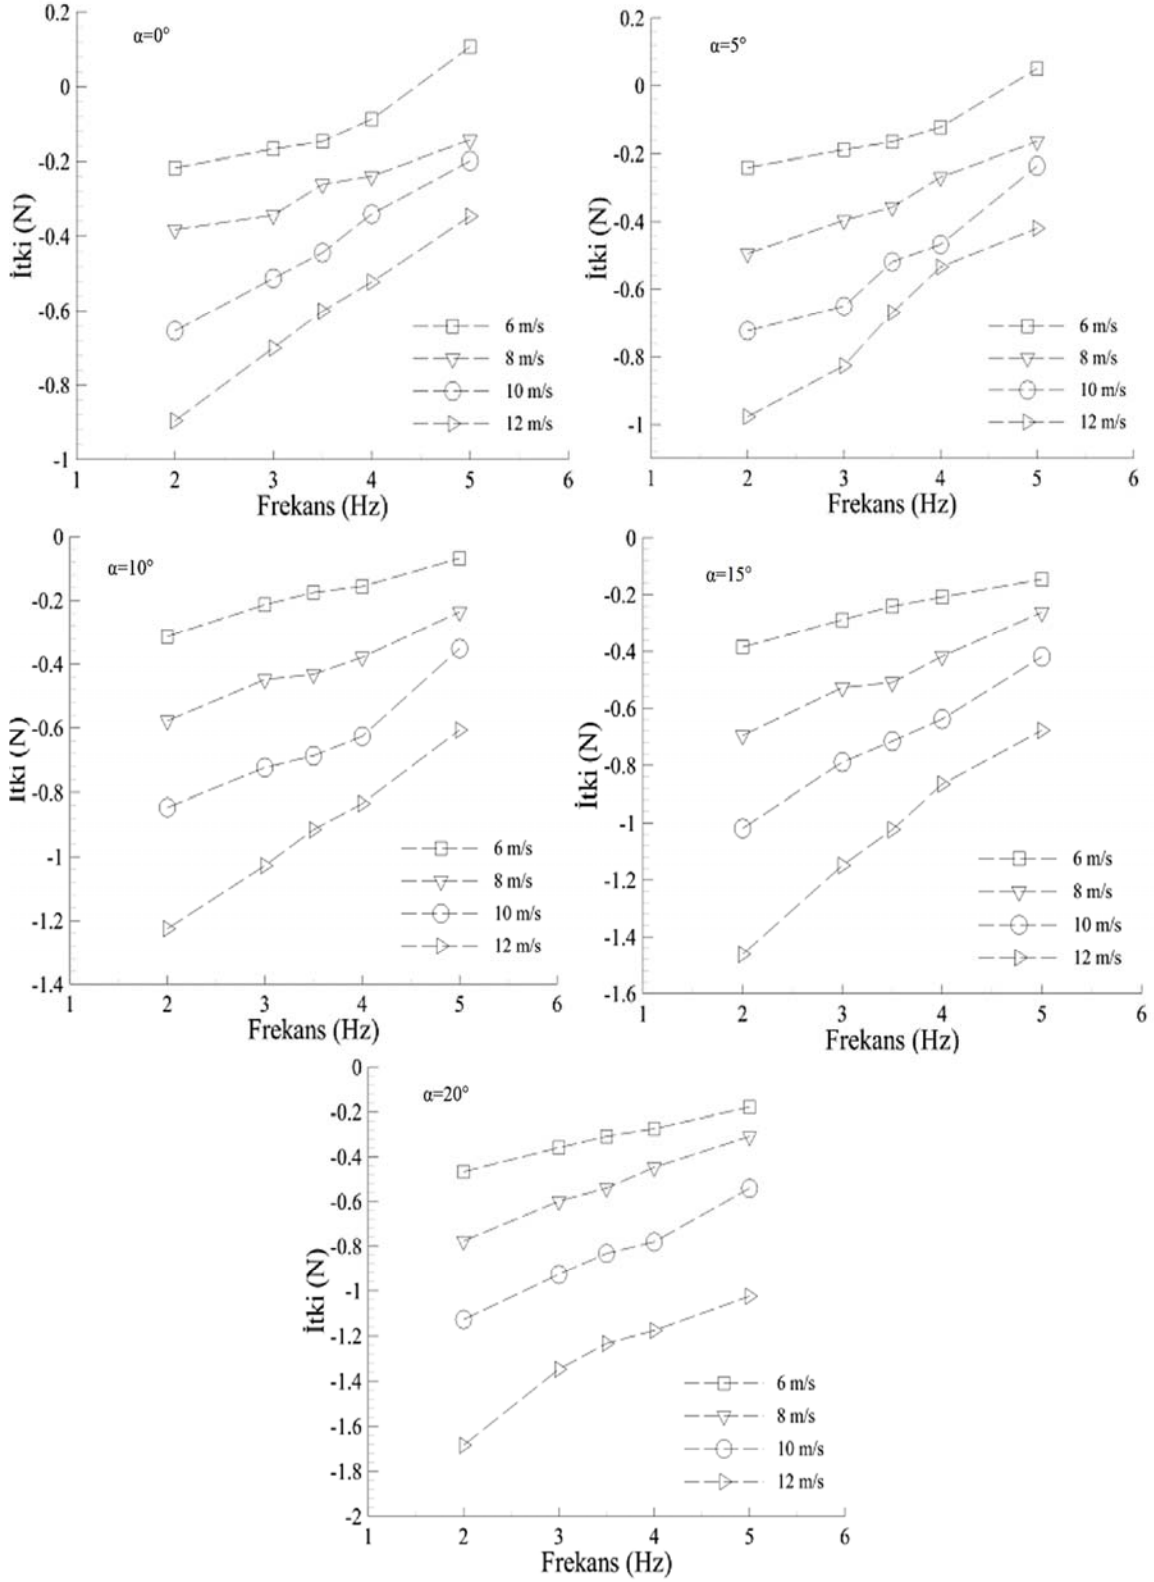 α=0°
0.2
0
-0.2
-0.4
-0.6
-0.8
-1
İtki (N)
6 m/s
8 m/s
10 m/s
12 m/s
1 2 3 4 5 6
Frekans (Hz)
α=5°
0.2
0
-0.2
-0.4
-0.6
-0.8
-1
İtki (N)
6 m/s
8 m/s
10 m/s
12 m/s
1 2 3 4 5 6
Frekans (Hz)
α=10°
0
-0.2
-0.4
-0.6
-0.8
-1
-1.2
-1.4
İtki (N)
6 m/s
8 m/s
10 m/s
12 m/s
1 2 3 4 5 6
Frekans (Hz)
α=15°
0
-0.2
-0.4
-0.6
-0.8
-1
-1.2
-1.4
-1.6
İtki (N)
6 m/s
8 m/s
10 m/s
12 m/s
1 2 3 4 5 6
Frekans (Hz)
α=20°
0
-0.2
-0.4
-0.6
-0.8
-1
-1.2
-1.4
-1.6
-1.8
-2
İtki (N)
6 m/s
8 m/s
10 m/s
12 m/s
1 2 3 4 5 6
Frekans (Hz)